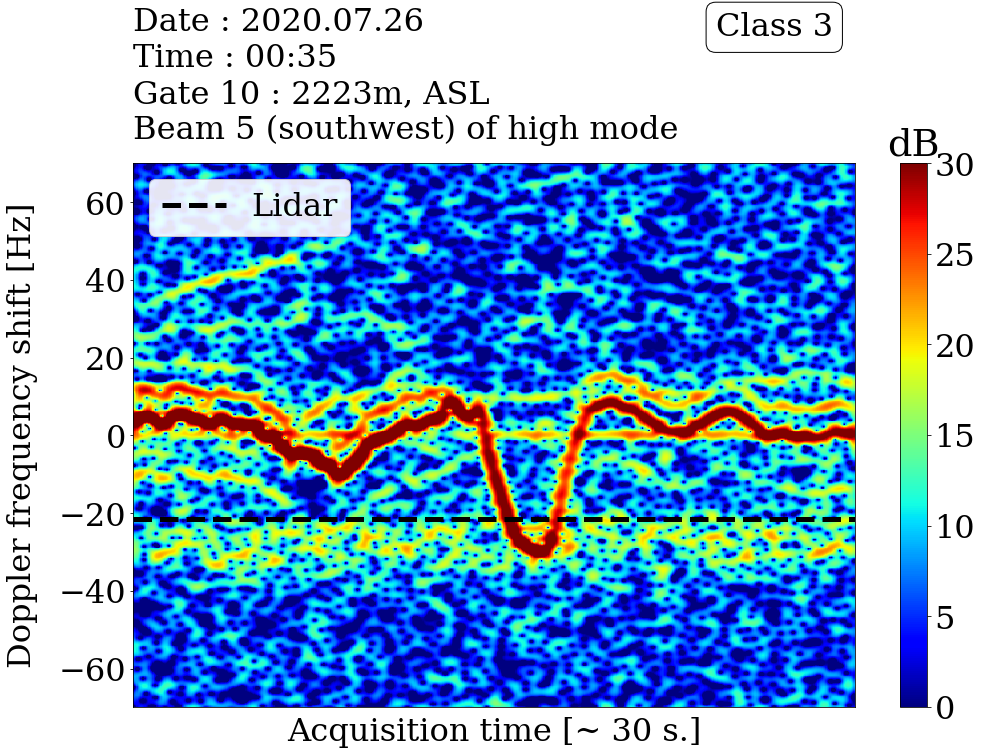 Date : 2020.07.26
Time : 00:35
Gate 10 : 2223m, ASL
Beam 5 (southwest) of high mode
Class 3
dB
Lidar
Doppler frequency shift [Hz]
60
40
20
0
−20
−40
−60
Acquisition time [~ 30 s.]
30
25
20
15
10
5
0